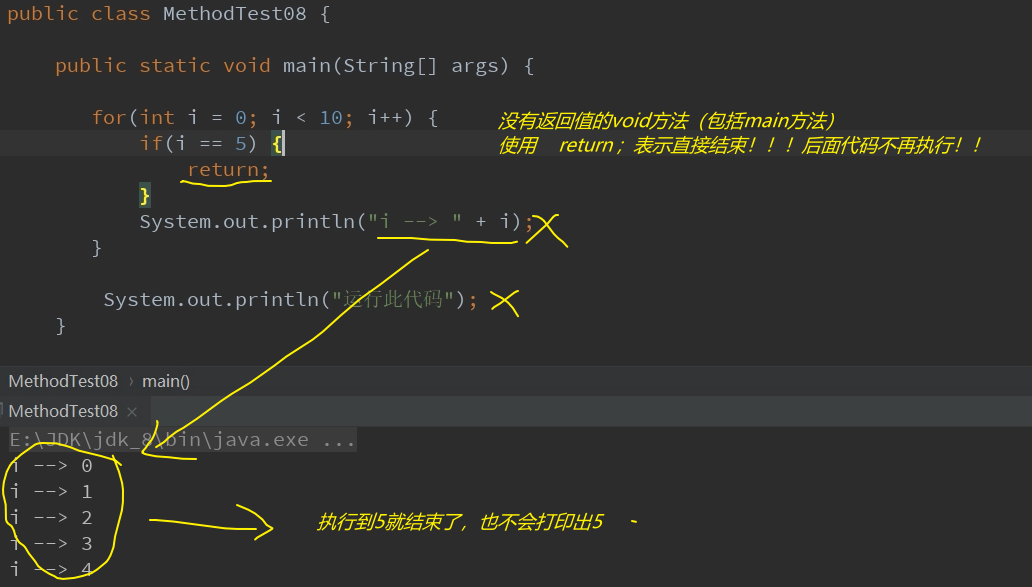 public class MethodTest08 {
public static void main(String[] args) {
for(int i = 0; i < 10; i++) {
没有返回值的void方法（包括main方法）
if(i == 5) {
使用 return ；表示直接结束！！！后面代码不再执行！！
return;
}
System.out.println("i --> " + i);
}
System.out.println("运行此代码");
}
MethodTest08 › main()
MethodTest08 ×
E:\JDK\jdk_8\bin\java.exe ...
i --> 0
i --> 1
i --> 2
执行到5就结束了，也不会打印出5
i --> 3
i --> 4